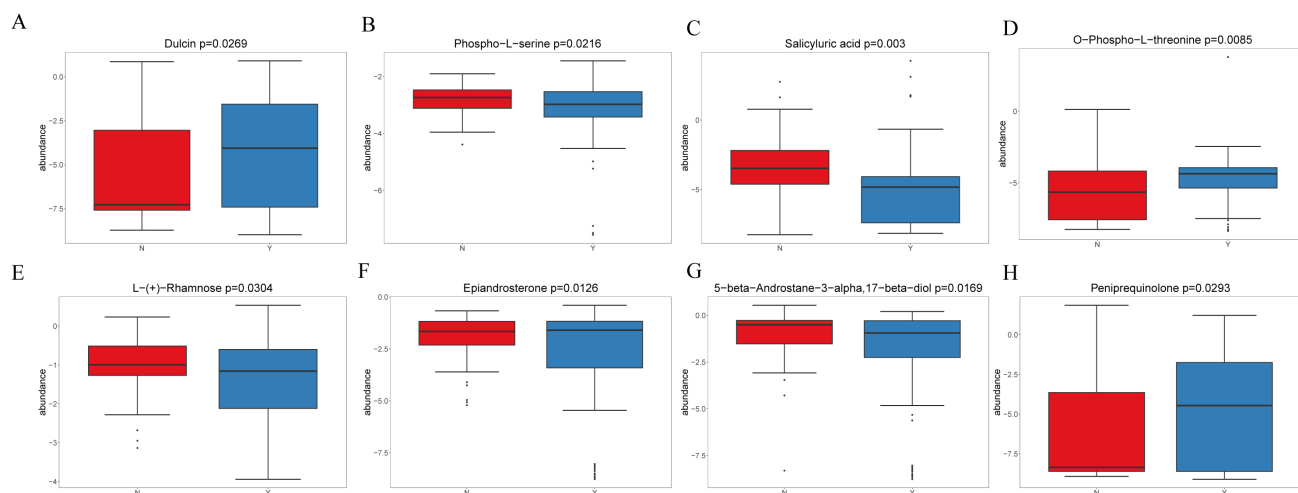 A
Dulcin p=0.0269
abundance
0.0
−2.5
−5.0
−7.5
N
Y
B
Phospho−L−serine p=0.0216
abundance
−2
−4
−6
N
Y
C
Salicyluric acid p=0.003
abundance
0
−5
N
Y
D
O−Phospho−L−threonine p=0.0085
abundance
0
−5
N
Y
E
L−(+)−Rhamnose p=0.0304
abundance
0
−1
−2
−3
−4
N
Y
F
Epiandrosterone p=0.0126
abundance
0.0
−2.5
−5.0
−7.5
N
Y
G
5−beta−Androstane−3−alpha,17−beta−diol p=0.0169
abundance
0.0
−2.5
−5.0
−7.5
N
Y
H
Peniprequinolone p=0.0293
abundance
0.0
−2.5
−5.0
−7.5
N
Y